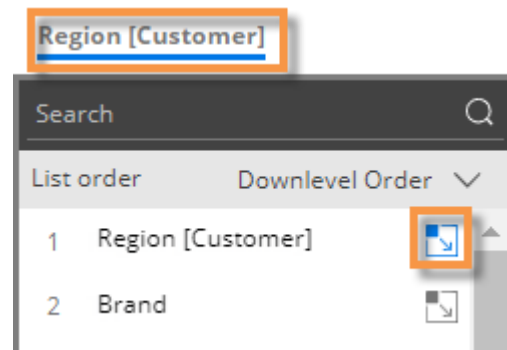 Region [Customer]
Search
List order Downlevel Order
1 Region [Customer]
2 Brand